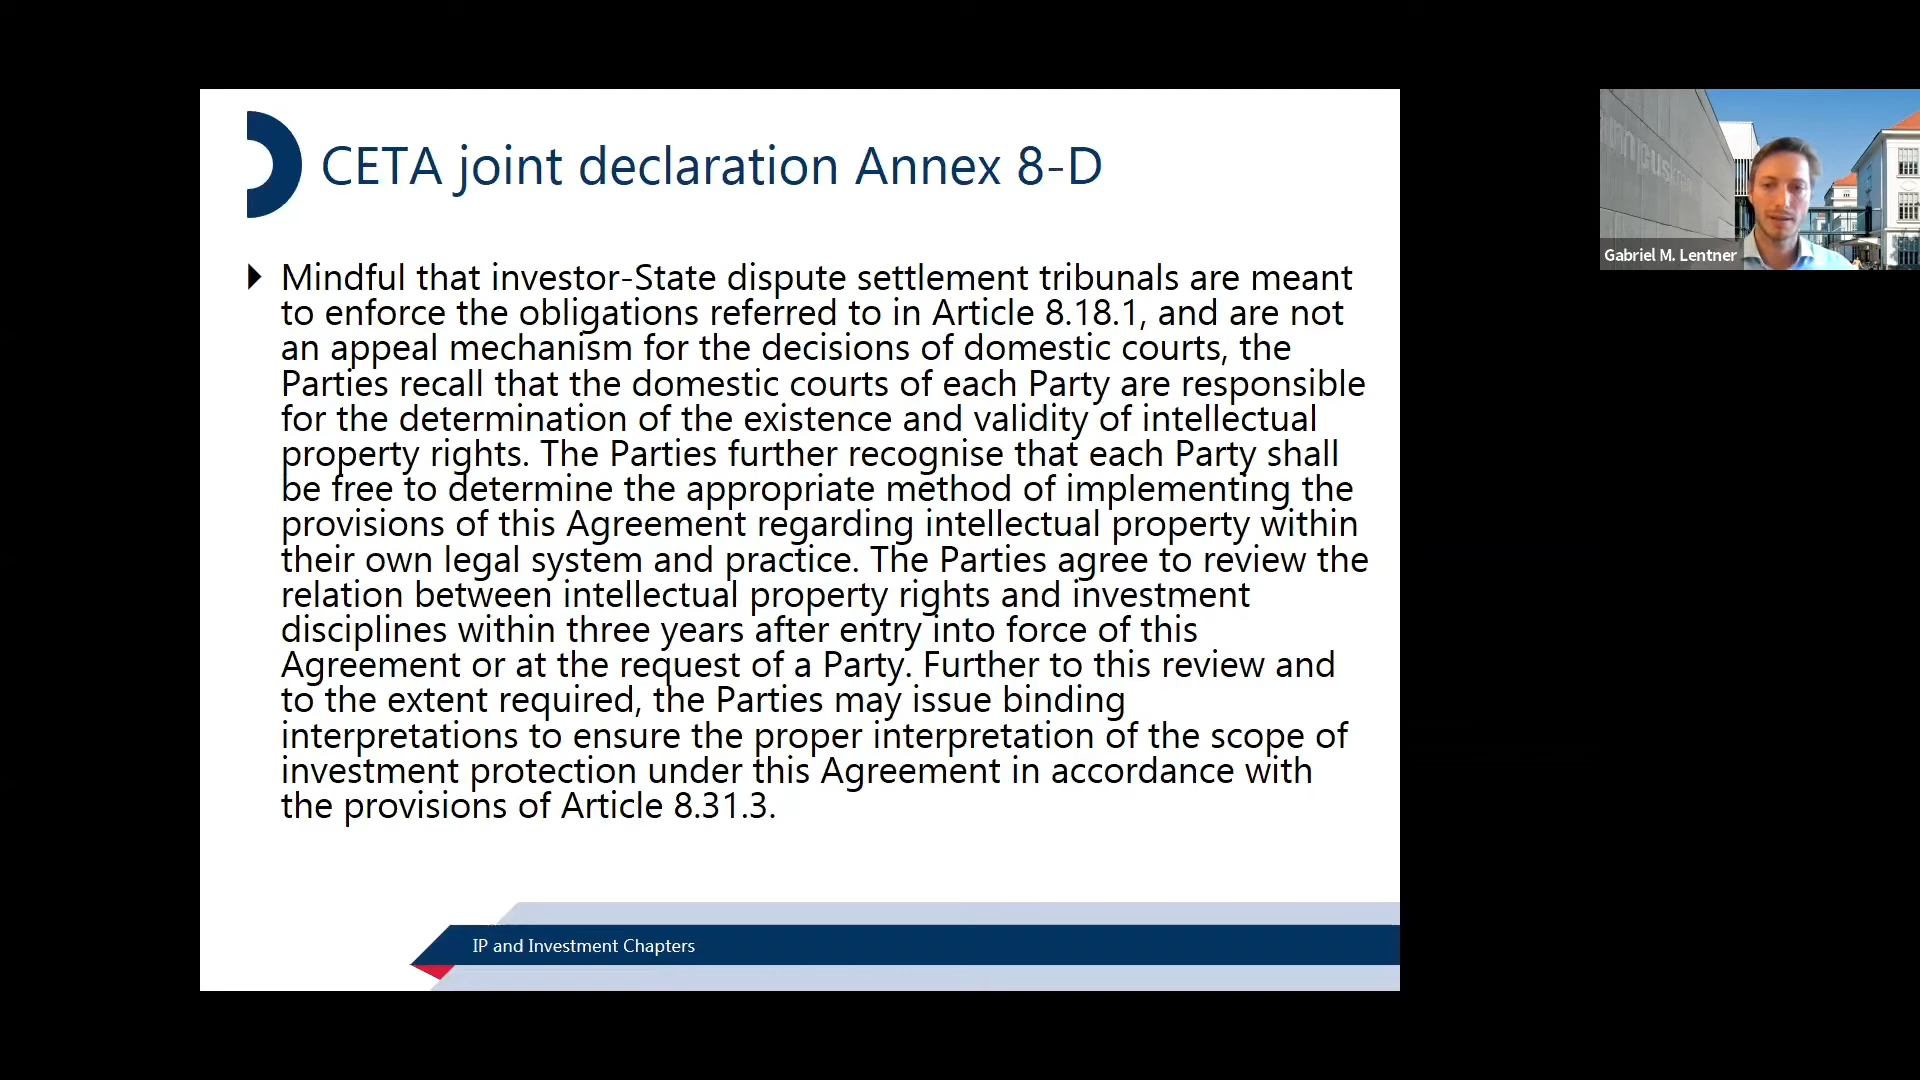 CETA joint declaration Annex 8-D
Mindful that investor-State dispute settlement tribunals are meant
to enforce the obligations referred to in Article 8.18.1, and are not
an appeal mechanism for the decisions of domestic courts, the
Parties recall that the domestic courts of each Party are responsible
for the determination of the existence and validity of intellectual
property rights. The Parties further recognise that each Party shall
be free to determine the appropriate method of implementing the
provisions of this Agreement regarding intellectual property within
their own legal system and practice. The Parties agree to review the
relation between intellectual property rights and investment
disciplines within three years after entry into force of this
Agreement or at the request of a Party. Further to this review and
to the extent required, the Parties may issue binding
interpretations to ensure the proper interpretation of the scope of
investment protection under this Agreement in accordance with
the provisions of Article 8.31.3.
IP and Investment Chapters
Gabriel M. Lentner